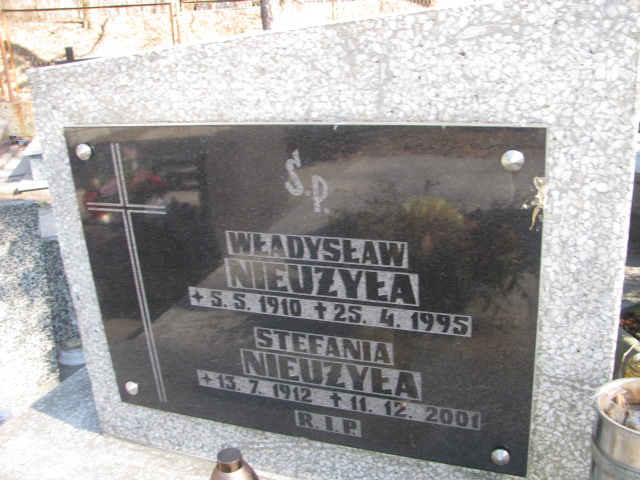 Ś.P.
WŁADYSŁAW
NIEUŻYŁA
✦ 5. 5. 1910 ✝ 25. 4. 1995
STEFANIA
NIEUŻYŁA
✦ 13. 7. 1912 ✝ 11. 12. 2001
R.I.P.